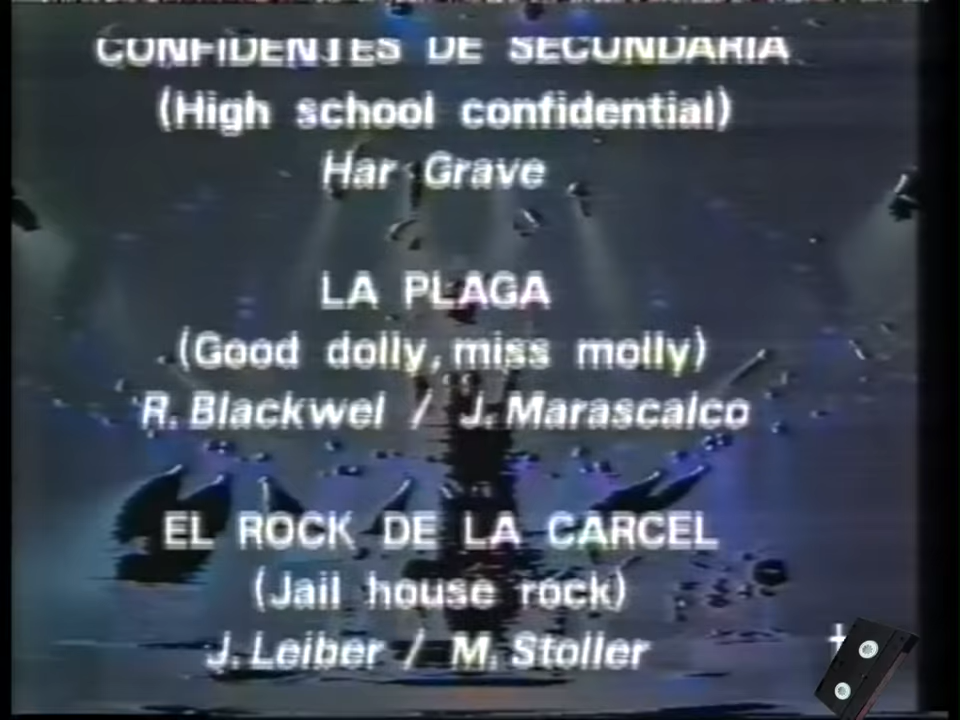 CONFIDENTES DE SECUNDARIA
(High school confidential)
Har Grave
LA PLAGA
(Good dolly, miss molly)
R. Blackwel / J. Marascalco
EL ROCK DE LA CARCEL
(Jail house rock)
J. Leiber / M. Stoller